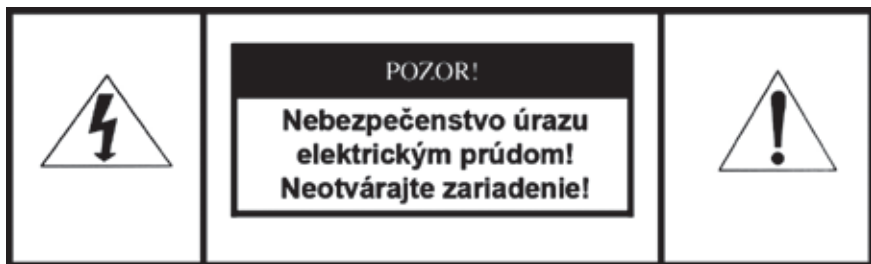 POZOR!
Nebezpečenstvo úrazu
elektrickým prúdom!
Neotvárajte zariadenie!